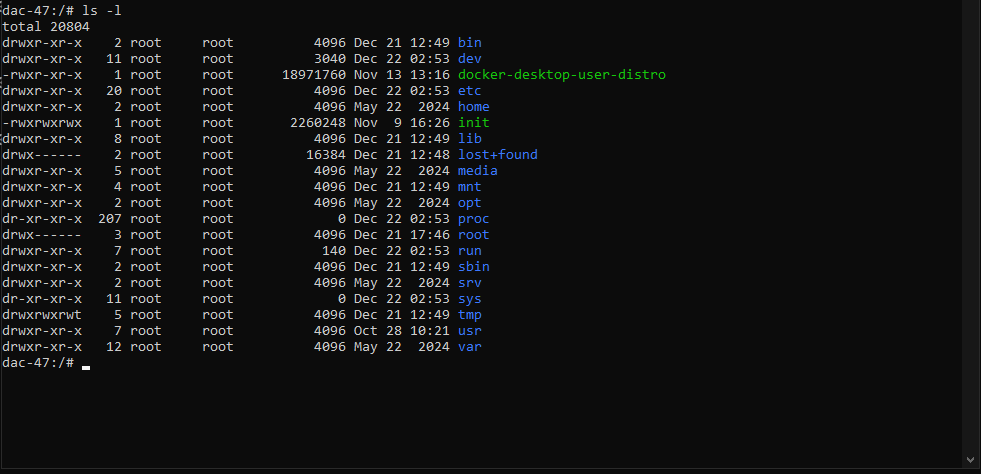 dac-47:/# ls -l
total 20804
drwxr-xr-x    2 root     root          4096 Dec 21 12:49 bin
drwxr-xr-x   11 root     root          3040 Dec 22 02:53 dev
-rwxr-xr-x    1 root     root      18971760 Nov 13 13:16 docker-desktop-user-distro
drwxr-xr-x   20 root     root          4096 Dec 22 02:53 etc
drwxr-xr-x    2 root     root          4096 May 22  2024 home
-rwxrwxrwx    1 root     root       2260248 Nov  9 16:26 init
drwxr-xr-x    8 root     root          4096 Dec 21 12:49 lib
drwx------    2 root     root         16384 Dec 21 12:48 lost+found
drwxr-xr-x    5 root     root          4096 May 22  2024 media
drwxr-xr-x    4 root     root          4096 Dec 21 12:49 mnt
drwxr-xr-x    2 root     root          4096 May 22  2024 opt
dr-xr-xr-x  207 root     root             0 Dec 22 02:53 proc
drwx------    3 root     root          4096 Dec 21 17:46 root
drwxr-xr-x    7 root     root           140 Dec 22 02:53 run
drwxr-xr-x    2 root     root          4096 Dec 21 12:49 sbin
drwxr-xr-x    2 root     root          4096 May 22  2024 srv
dr-xr-xr-x   11 root     root             0 Dec 22 02:53 sys
drwxrwxrwt    5 root     root          4096 Dec 21 12:49 tmp
drwxr-xr-x    7 root     root          4096 Oct 28 10:21 usr
drwxr-xr-x   12 root     root          4096 May 22  2024 var
dac-47:/#